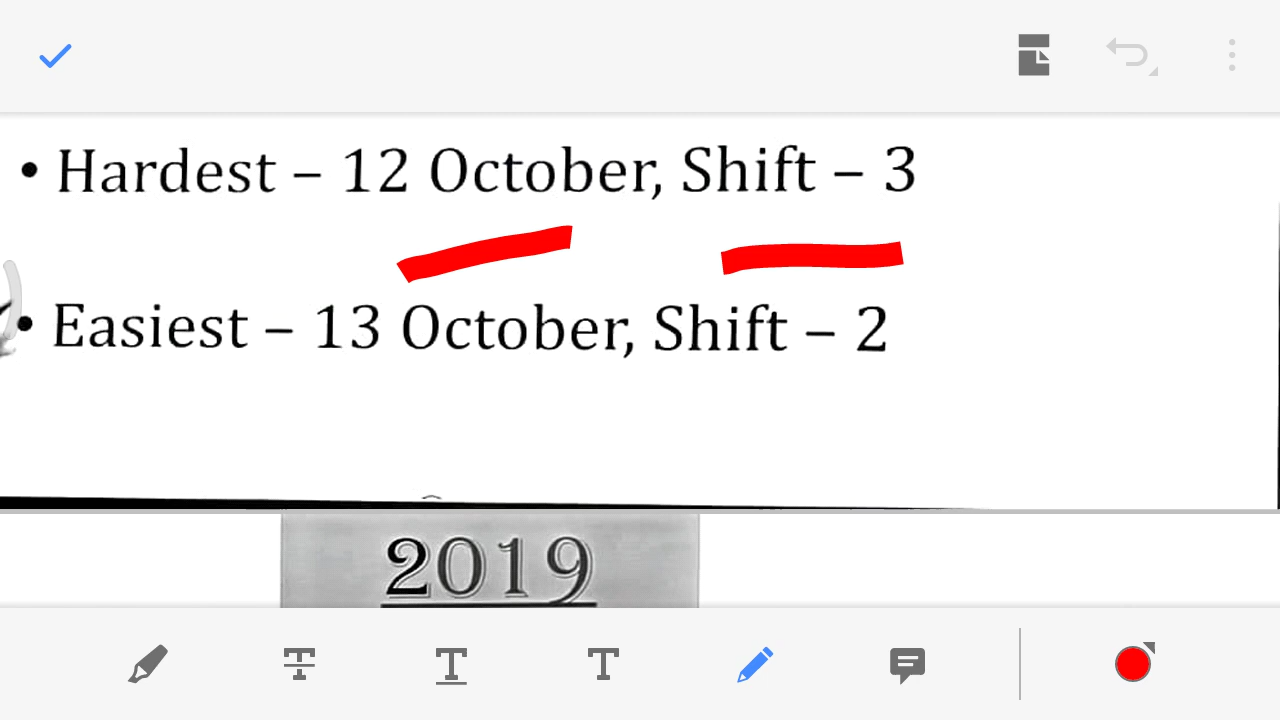 • Hardest – 12 October, Shift – 3
• Easiest – 13 October, Shift – 2
2019